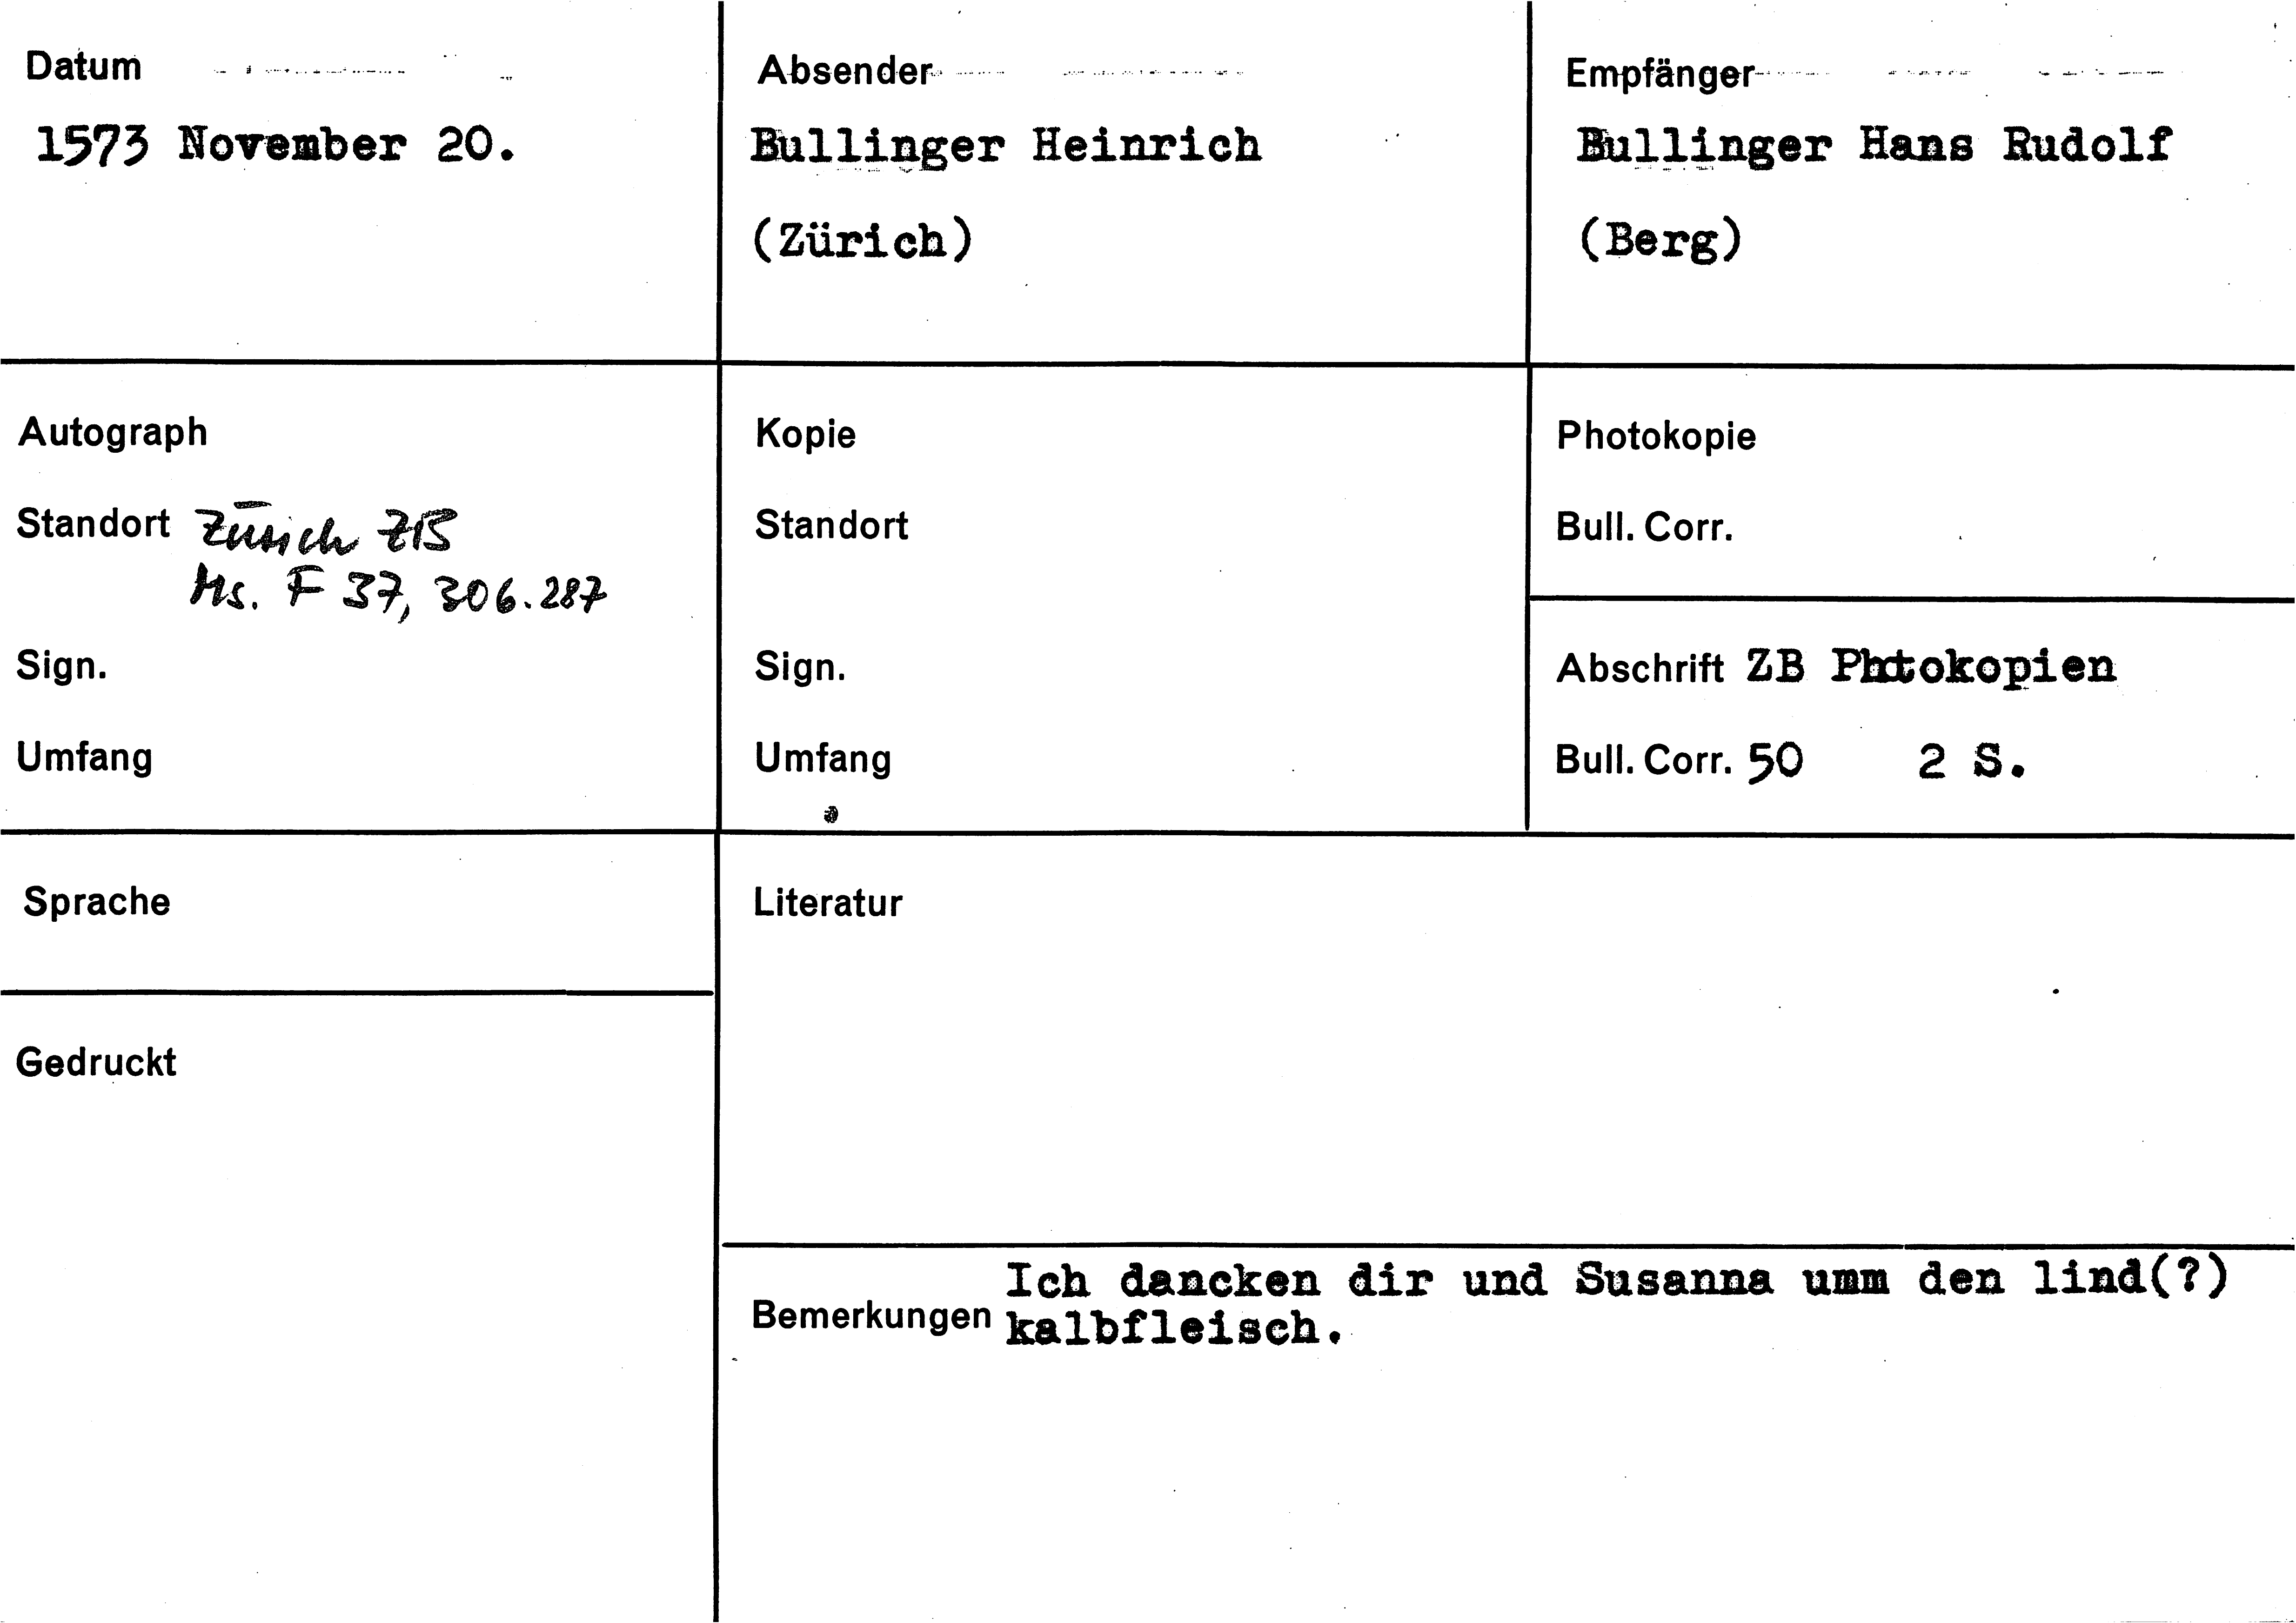 Datum
1573 November 20.
Absender
Bullinger Heinrich
(Zürich)
Empfänger
Bullinger Hans Rudolf
(Berg)
Autograph
Standort Zürich ZB
Ms. F 37, 306.287
Sign.
Umfang
Kopie
Standort
Sign.
Umfang
Photokopie
Bull. Corr.
Abschrift ZB Phtokopien
Bull. Corr. 50 2 S.
Sprache
Gedruckt
Literatur
Bemerkungen Ich dancken dir und Susanna umm den lind(?)
kalbfleisch.